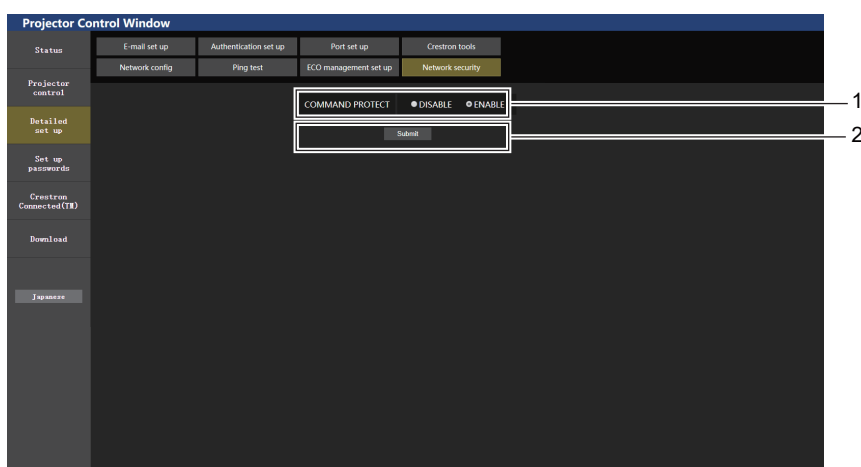 Projector Control Window
Status
E-mail set up
Authentication set up
Port set up
Crestron tools
Network config
Ping test
ECO management set up
Network security
Projector
control
Detailed
set up
Set up
passwords
Crestron
Connected(TM)
Download
Japanese
COMMAND PROTECT
DISABLE
ENABLE
1
Submit
2